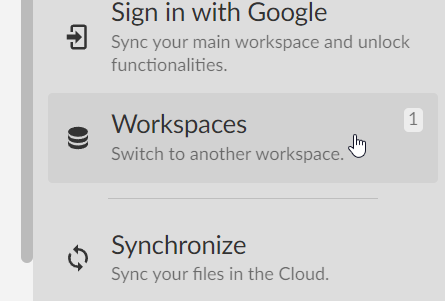 Sign in with Google
Sync your main workspace and unlock
functionalities.
Workspaces
1
Switch to another workspace.
Synchronize
Sync your files in the Cloud.